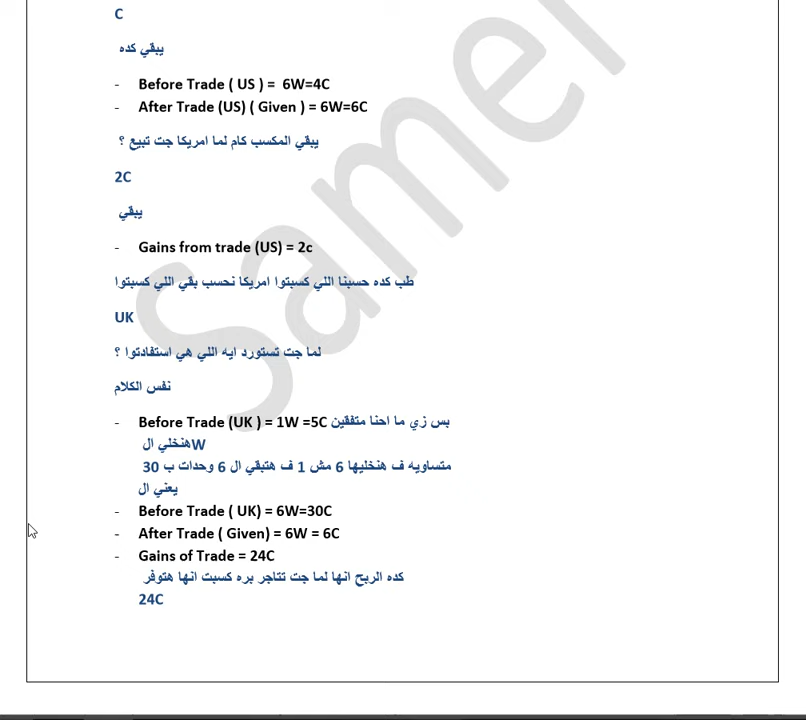 C
يبقي كده
- Before Trade ( US ) = 6W=4C
- After Trade (US) ( Given ) = 6W=6C
يبقي المكسب كام لما امريكا جت تبيع ؟
2C
يبقي
- Gains from trade (US) = 2c
طب كده حسبنا اللي كسبتوا امريكا نحسب بقي اللي كسبتوا
UK
لما جت تستورد ايه اللي هي استفادتوا ؟
نفس الكلام
- Before Trade (UK ) = 1W =5C بس زي ما احنا متفقين
هنخلي ال W
متساويه ف هنخليها 6 مش 1 ف هتبقي ال 6 وحدات ب 30
يعني ال
- Before Trade ( UK) = 6W=30C
- After Trade ( Given) = 6W = 6C
- Gains of Trade = 24C
كده الربح انها لما جت تتاجر بره كسبت انها هتوفر
24C
Samer